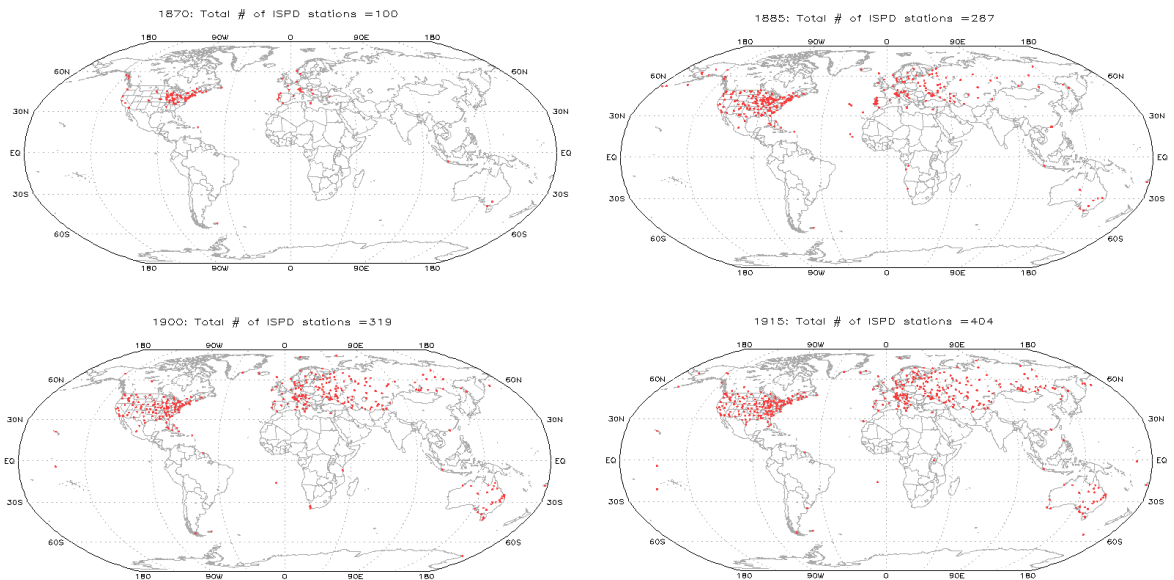 1870: Total # of ISPD stations =100
180 90W 0 90E 180
60N 60N
30N 30N
EQ EQ
30S 30S
60S 60S
180 90W 0 90E 180
1885: Total # of ISPD stations =287
180 90W 0 90E 180
60N 60N
30N 30N
EQ EQ
30S 30S
60S 60S
180 90W 0 90E 180
1900: Total # of ISPD stations =319
180 90W 0 90E 180
60N 60N
30N 30N
EQ EQ
30S 30S
60S 60S
180 90W 0 90E 180
1915: Total # of ISPD stations =404
180 90W 0 90E 180
60N 60N
30N 30N
EQ EQ
30S 30S
60S 60S
180 90W 0 90E 180